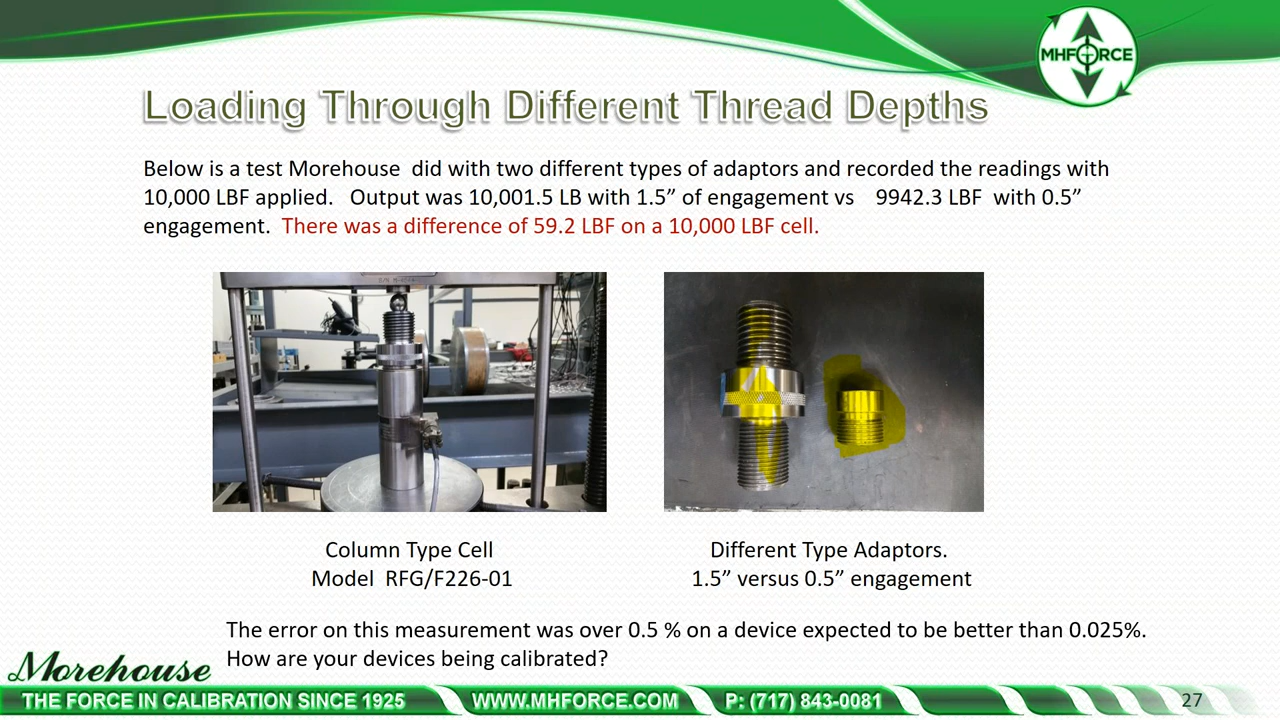 MHFORCE
Loading Through Different Thread Depths
Below is a test Morehouse  did with two different types of adaptors and recorded the readings with
10,000 LBF applied.   Output was 10,001.5 LB with 1.5” of engagement vs    9942.3 LBF  with 0.5”
engagement.  There was a difference of 59.2 LBF on a 10,000 LBF cell.
Column Type Cell
Model  RFG/F226-01
Different Type Adaptors.
1.5” versus 0.5” engagement
The error on this measurement was over 0.5 % on a device expected to be better than 0.025%.
How are your devices being calibrated?
Morehouse
THE FORCE IN CALIBRATION SINCE 1925
WWW.MHFORCE.COM
P: (717) 843-0081
27